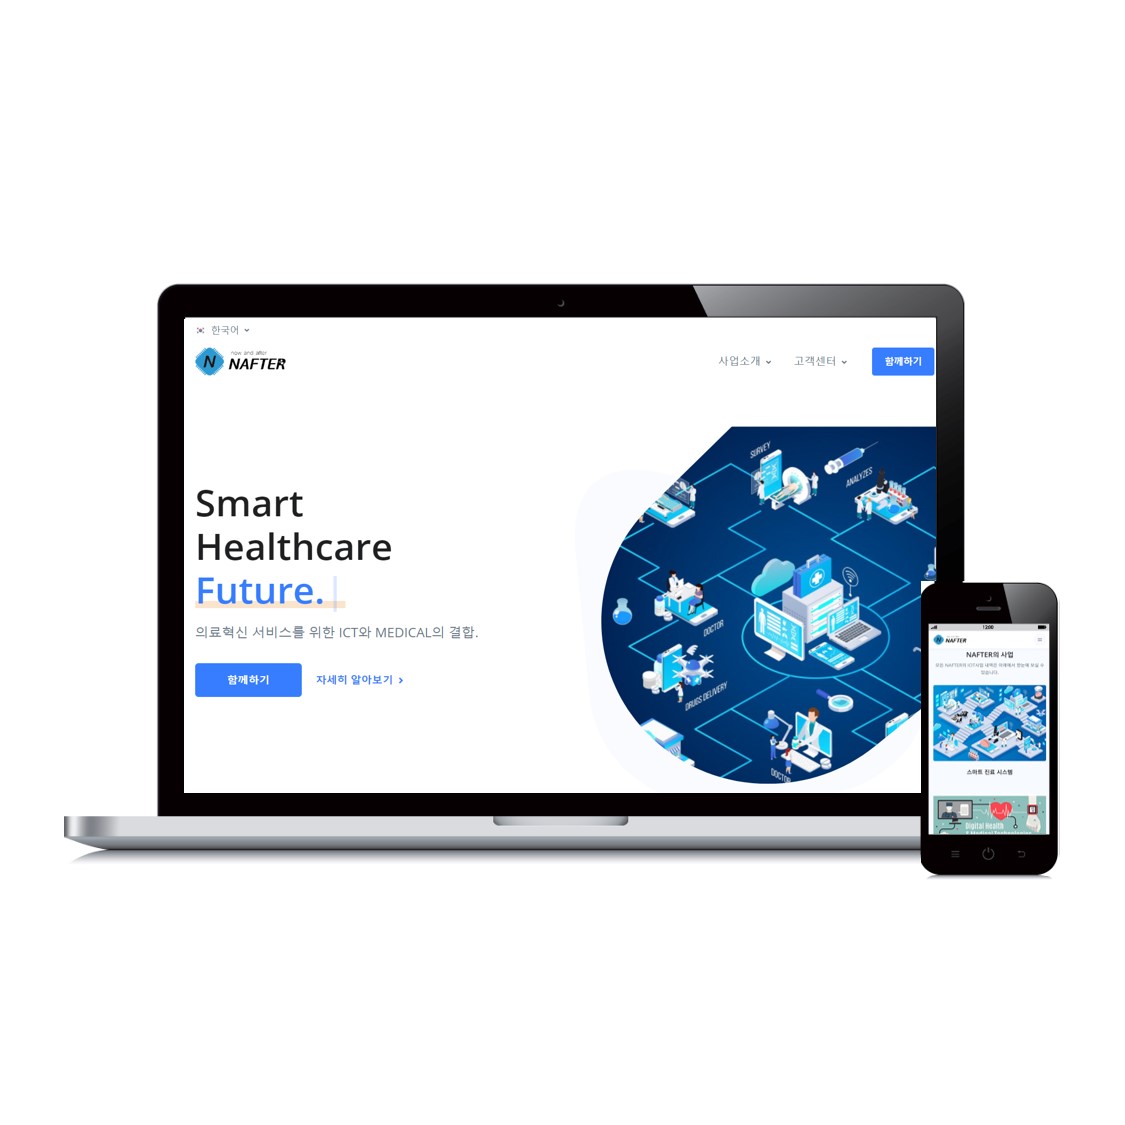 한국어
now and after
N
NAFTER
사업소개
고객센터
함께하기
Smart
Healthcare
Future.
의료혁신 서비스를 위한 ICT와 MEDICAL의 결합.
함께하기
자세히 알아보기
SURVEY
ANALYZES
DOCTOR
DRUGS DELIVERY
DOCTOR
12:00
N
NAFTER
NAFTER의 사업
있습니다.
스마트 진료 시스템
Digital Health